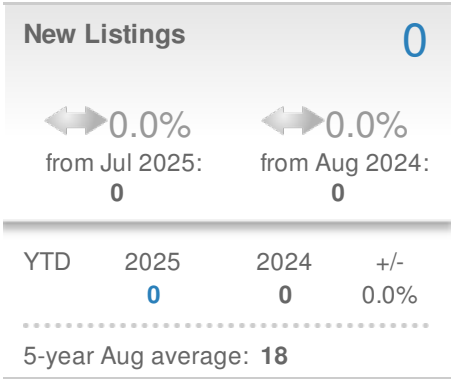 New Listings 0
0.0% 0.0%
from Jul 2025: from Aug 2024:
0 0
YTD 2025 2024 +/-
0 0 0.0%
5-year Aug average: 18